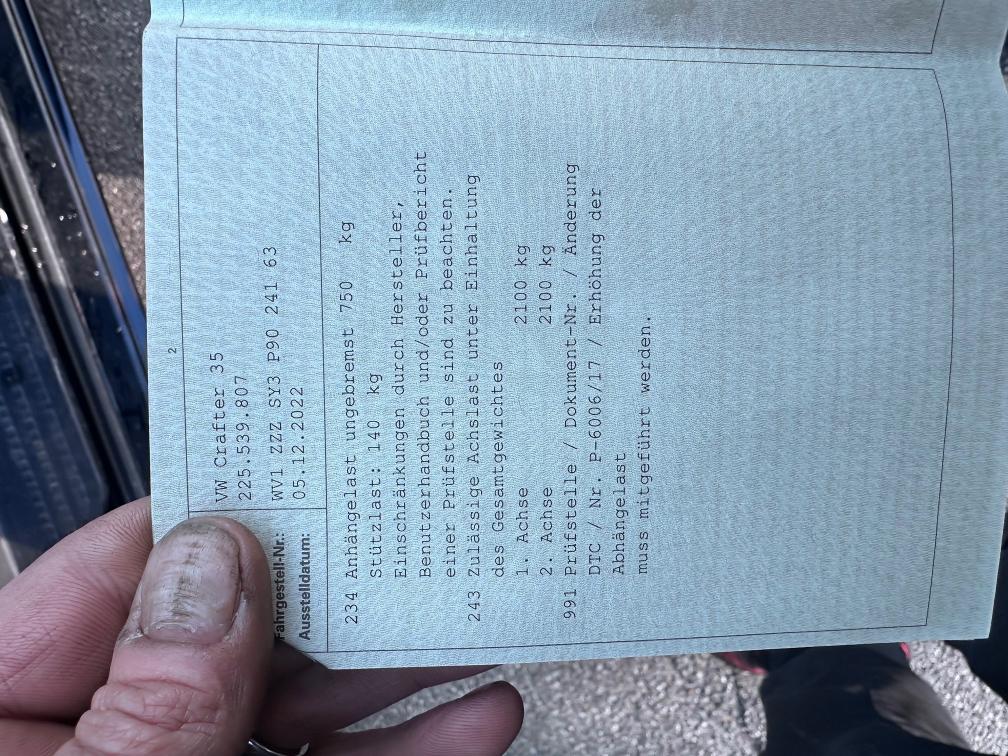 2
VW Crafter 35
225.539.807
Fahrgestell-Nr.: WV1 ZZZ SY3 P90 241 63
Ausstelldatum: 05.12.2022
234 Anhängelast ungebremst 750 kg
Stützlast: 140 kg
Einschränkungen durch Hersteller,
Benutzerhandbuch und/oder Prüfbericht
einer Prüfstelle sind zu beachten.
243 Zulässige Achslast unter Einhaltung
des Gesamtgewichtes
1. Achse 2100 kg
2. Achse 2100 kg
991 Prüfstelle / Dokument-Nr. / Änderung
DTC / Nr. P-6006/17 / Erhöhung der
Abhängelast
muss mitgeführt werden.